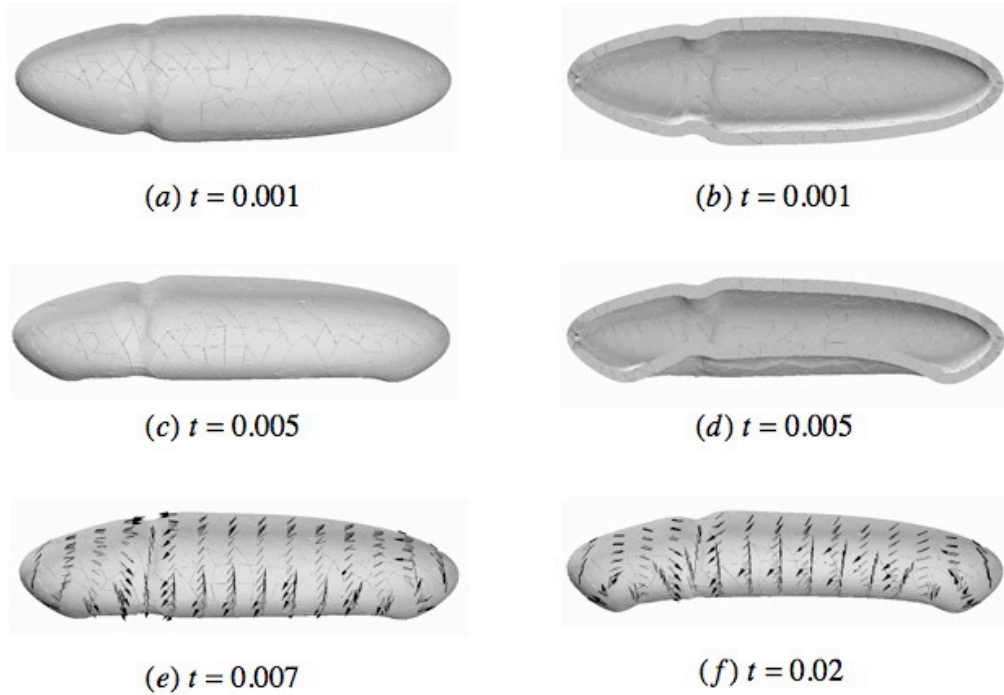 (a) t = 0.001
(b) t = 0.001
(c) t = 0.005
(d) t = 0.005
(e) t = 0.007
(f) t = 0.02